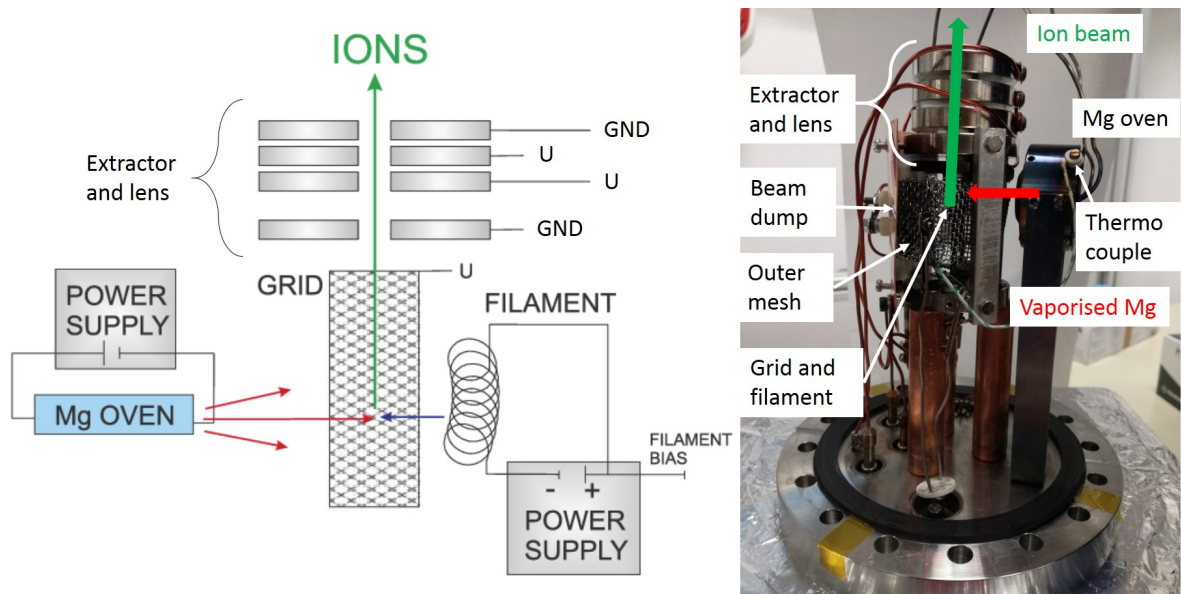 IONS
Extractor
and lens
GND
U
U
GND
U
GRID
POWER
SUPPLY
FILAMENT
Mg OVEN
FILAMENT
BIAS
- +
POWER
SUPPLY
Ion beam
Extractor
and lens
Mg oven
Beam
dump
Thermo
couple
Outer
mesh
Vaporised Mg
Grid and
filament